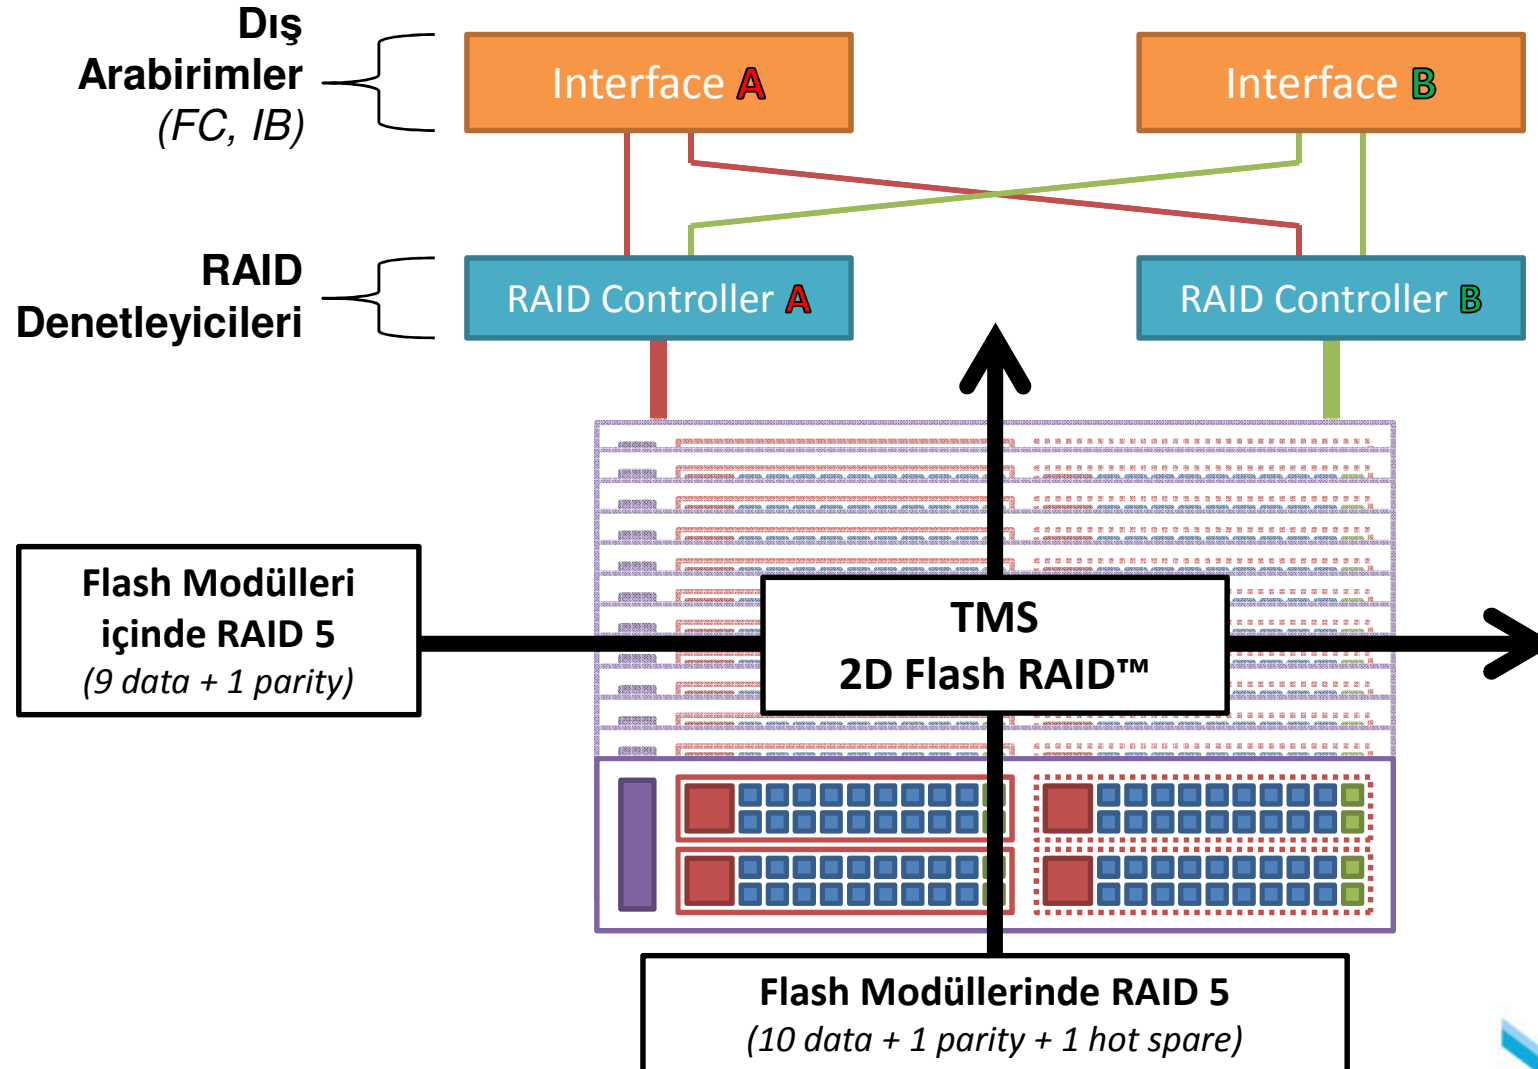 Dış
Arabirimler
(FC, IB)
Interface A
Interface B
RAID
Denetleyicileri
RAID Controller A
RAID Controller B
Flash Modülleri
içinde RAID 5
(9 data + 1 parity)
TMS
2D Flash RAID™
Flash Modüllerinde RAID 5
(10 data + 1 parity + 1 hot spare)